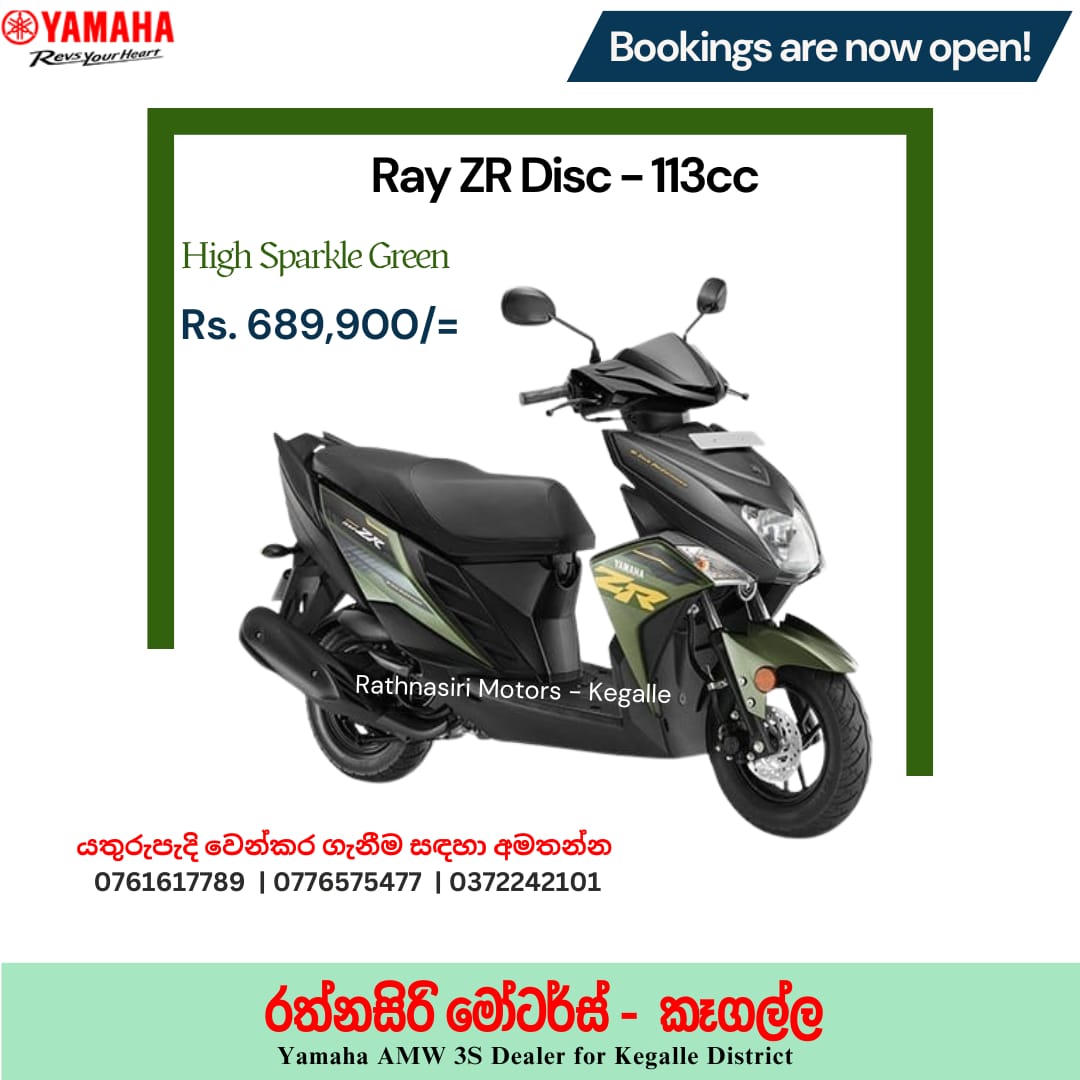 YAMAHA
Revs Your Heart
Bookings are now open!
Ray ZR Disc - 113cc
High Sparkle Green
Rs. 689,900/=
ZR
YAMAHA
ZR
Rathnasiri Motors - Kegalle
යතුරුපැදි වෙන්කර ගැනීම සඳහා අමතන්න
0761617789 | 0776575477 | 0372242101
රත්නසිරි මෝටර්ස් - කෑගල්ල
Yamaha AMW 3S Dealer for Kegalle District